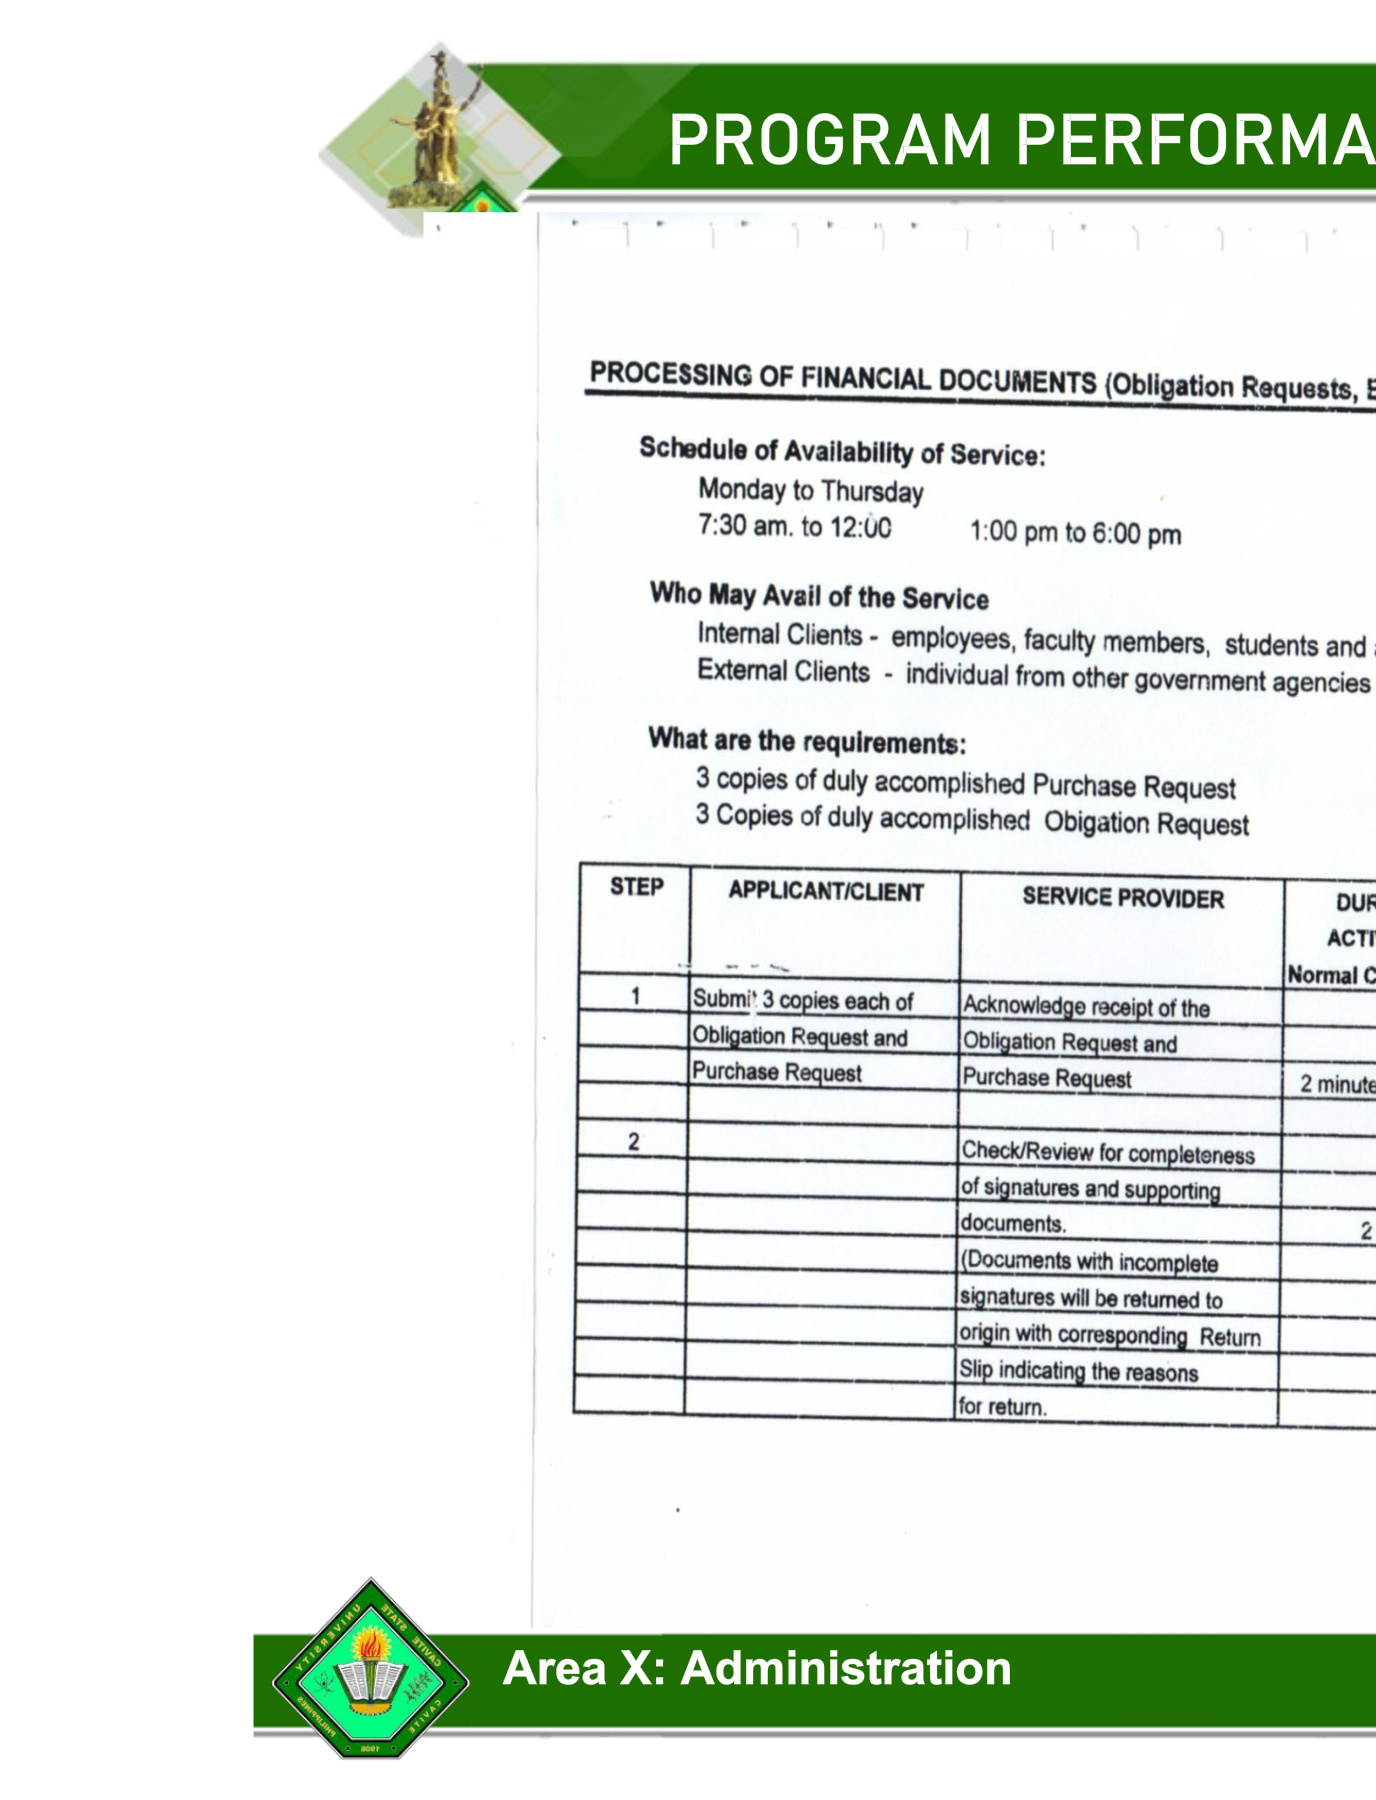 PROGRAM PERFORMA
PROCESSING OF FINANCIAL DOCUMENTS (Obligation Requests, B
Schedule of Availability of Service:
Monday to Thursday
7:30 am. to 12:00 1:00 pm to 6:00 pm
Who May Avail of the Service
Internal Clients - employees, faculty members, students and a
External Clients - individual from other government agencies
What are the requirements:
3 copies of duly accomplished Purchase Request
3 Copies of duly accomplished Obigation Request
STEP APPLICANT/CLIENT SERVICE PROVIDER DUR
ACTI
Normal C
1 Submit 3 copies each of Acknowledge receipt of the
Obligation Request and Obligation Request and
Purchase Request Purchase Request 2 minute
2 Check/Review for completeness
of signatures and supporting
documents. 2
(Documents with incomplete
signatures will be returned to
origin with corresponding Return
Slip indicating the reasons
for return.
CAVITE STATE UNIVERSITY
CAVITE
PHILIPPINES
1906
Area X: Administration